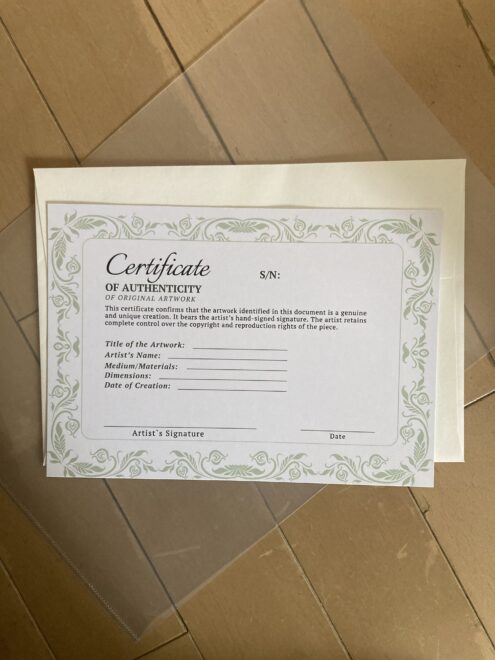 Certificate
S/N:
OF AUTHENTICITY
OF ORIGINAL ARTWORK
This certificate confirms that the artwork identified in this document is a genuine
and unique creation. It bears the artist's hand-signed signature. The artist retains
complete control over the copyright and reproduction rights of the piece.
Title of the Artwork:
Artist's Name:
Medium/Materials:
Dimensions:
Date of Creation:
Artist`s Signature
Date